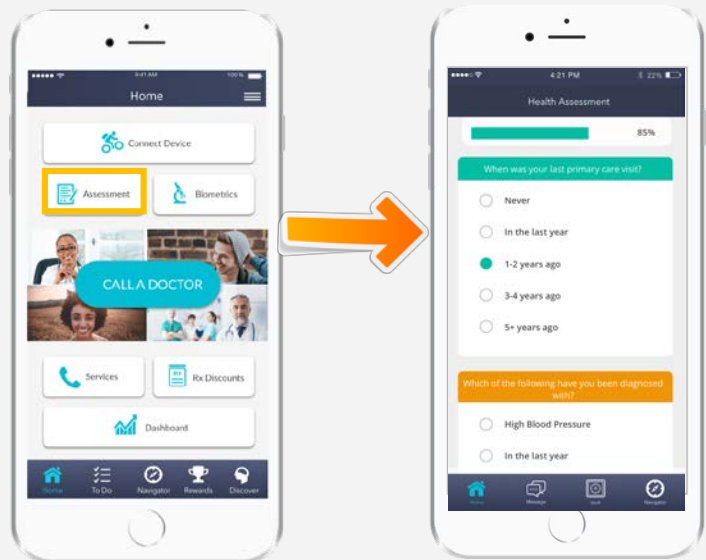 9:41 AM
100%
Home
Connect Device
Assessment
Biometrics
CALL A DOCTOR
Services
Rx Discounts
Dashboard
Home
To Do
Navigator
Rewards
Discover
4:21 PM
22%
Health Assessment
85%
When was your last primary care visit?
Never
In the last year
1-2 years ago
3-4 years ago
5+ years ago
Which of the following have you been diagnosed
with?
High Blood Pressure
In the last year
Home
Message
Navigator